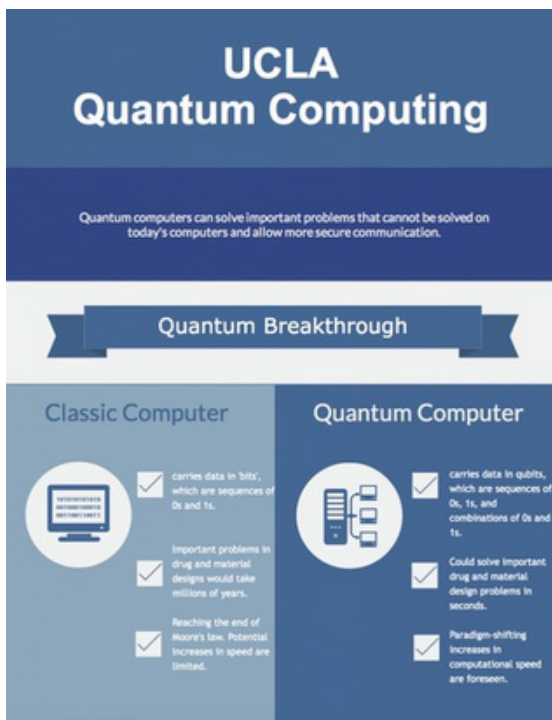 UCLA
Quantum Computing
Quantum computers can solve important problems that cannot be solved on
today's computers and allow more secure communication.
Quantum Breakthrough
Classic Computer
carries data in 'bits',
which are sequences of
0s and 1s.
Important problems in
drug and material
designs would take
millions of years.
Reaching the end of
Moore's law. Potential
increases in speed are
limited.
Quantum Computer
carries data in qubits,
which are sequences of
0s, 1s, and
combinations of 0s and
1s.
Could solve important
drug and material
design problems in
seconds.
Paradigm-shifting
increases in
computational speed
are foreseen.